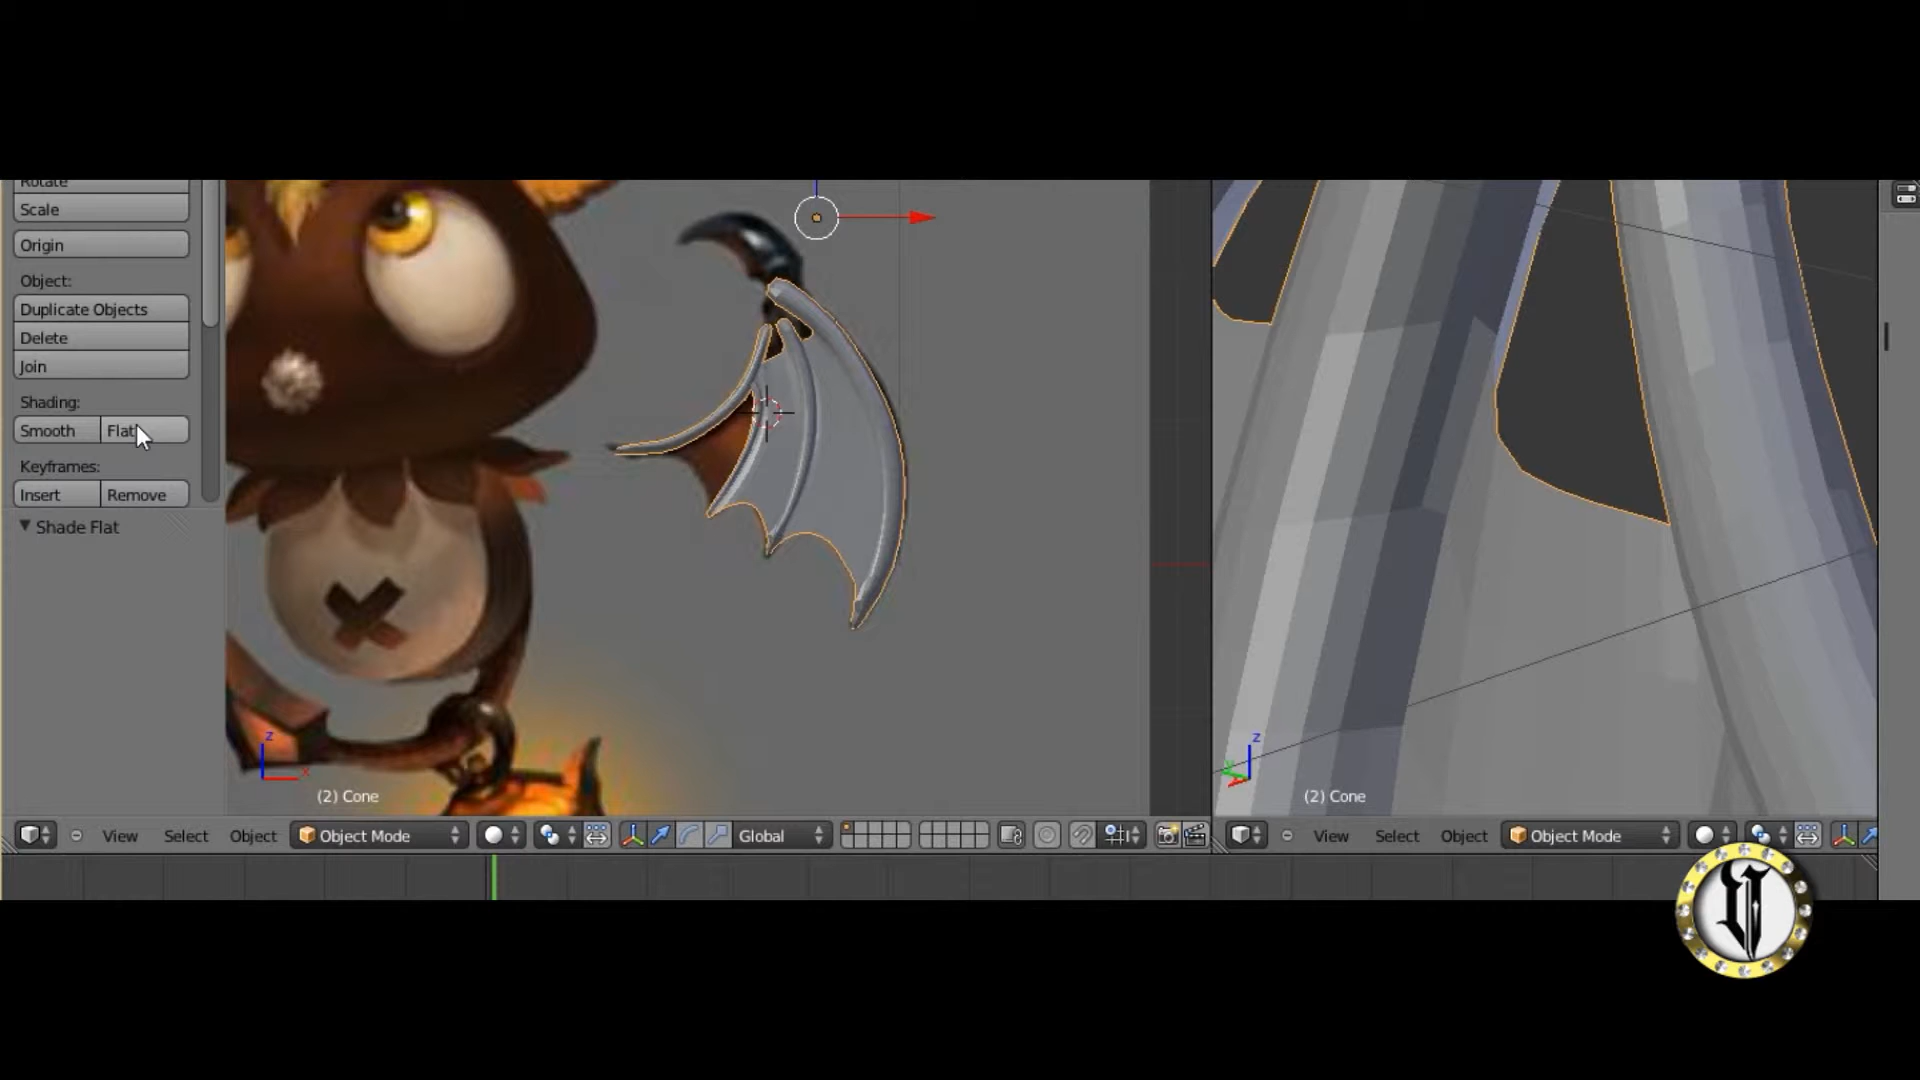 Rotate
Scale
Origin
Object:
Duplicate Objects
Delete
Join
Shading:
Smooth Flat
Keyframes:
Insert Remove
Shade Flat
z
x
(2) Cone
View Select Object Object Mode Global
z
y
(2) Cone
View Select Object Object Mode